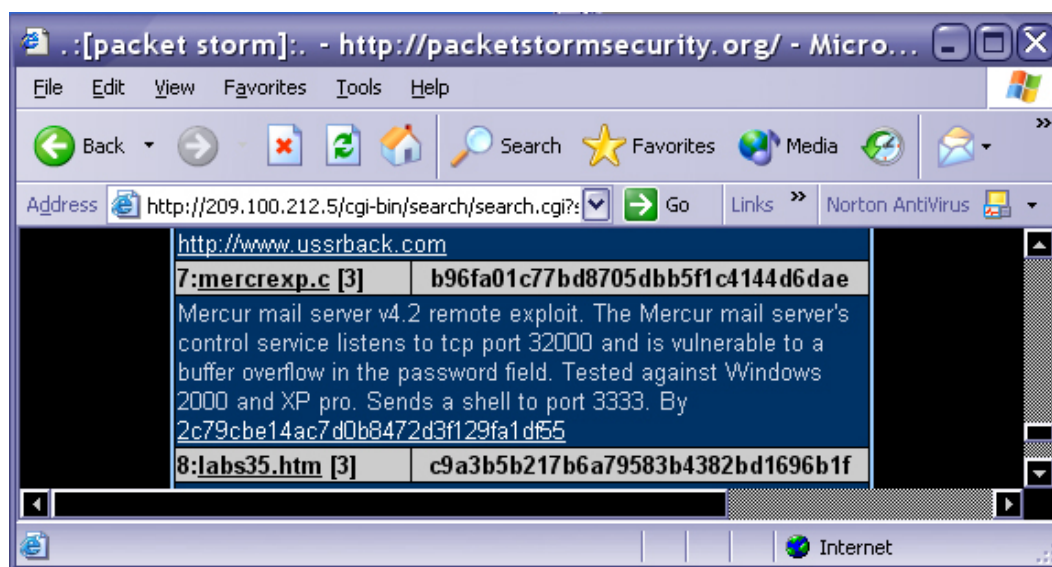 .:[packet storm]:. - http://packetstormsecurity.org/ - Micro...
File Edit View Favorites Tools Help
Back Search Favorites Media »
Address http://209.100.212.5/cgi-bin/search/search.cgi?s Go Links » Norton AntiVirus
http://www.ussrback.com
7:mercrexp.c [3] b96fa01c77bd8705dbb5f1c4144d6dae
Mercur mail server v4.2 remote exploit. The Mercur mail server's
control service listens to tcp port 32000 and is vulnerable to a
buffer overflow in the password field. Tested against Windows
2000 and XP pro. Sends a shell to port 3333. By
2c79cbe14ac7d0b8472d3f129fa1df55
8:labs35.htm [3] c9a3b5b217b6a79583b4382bd1696b1f
Internet